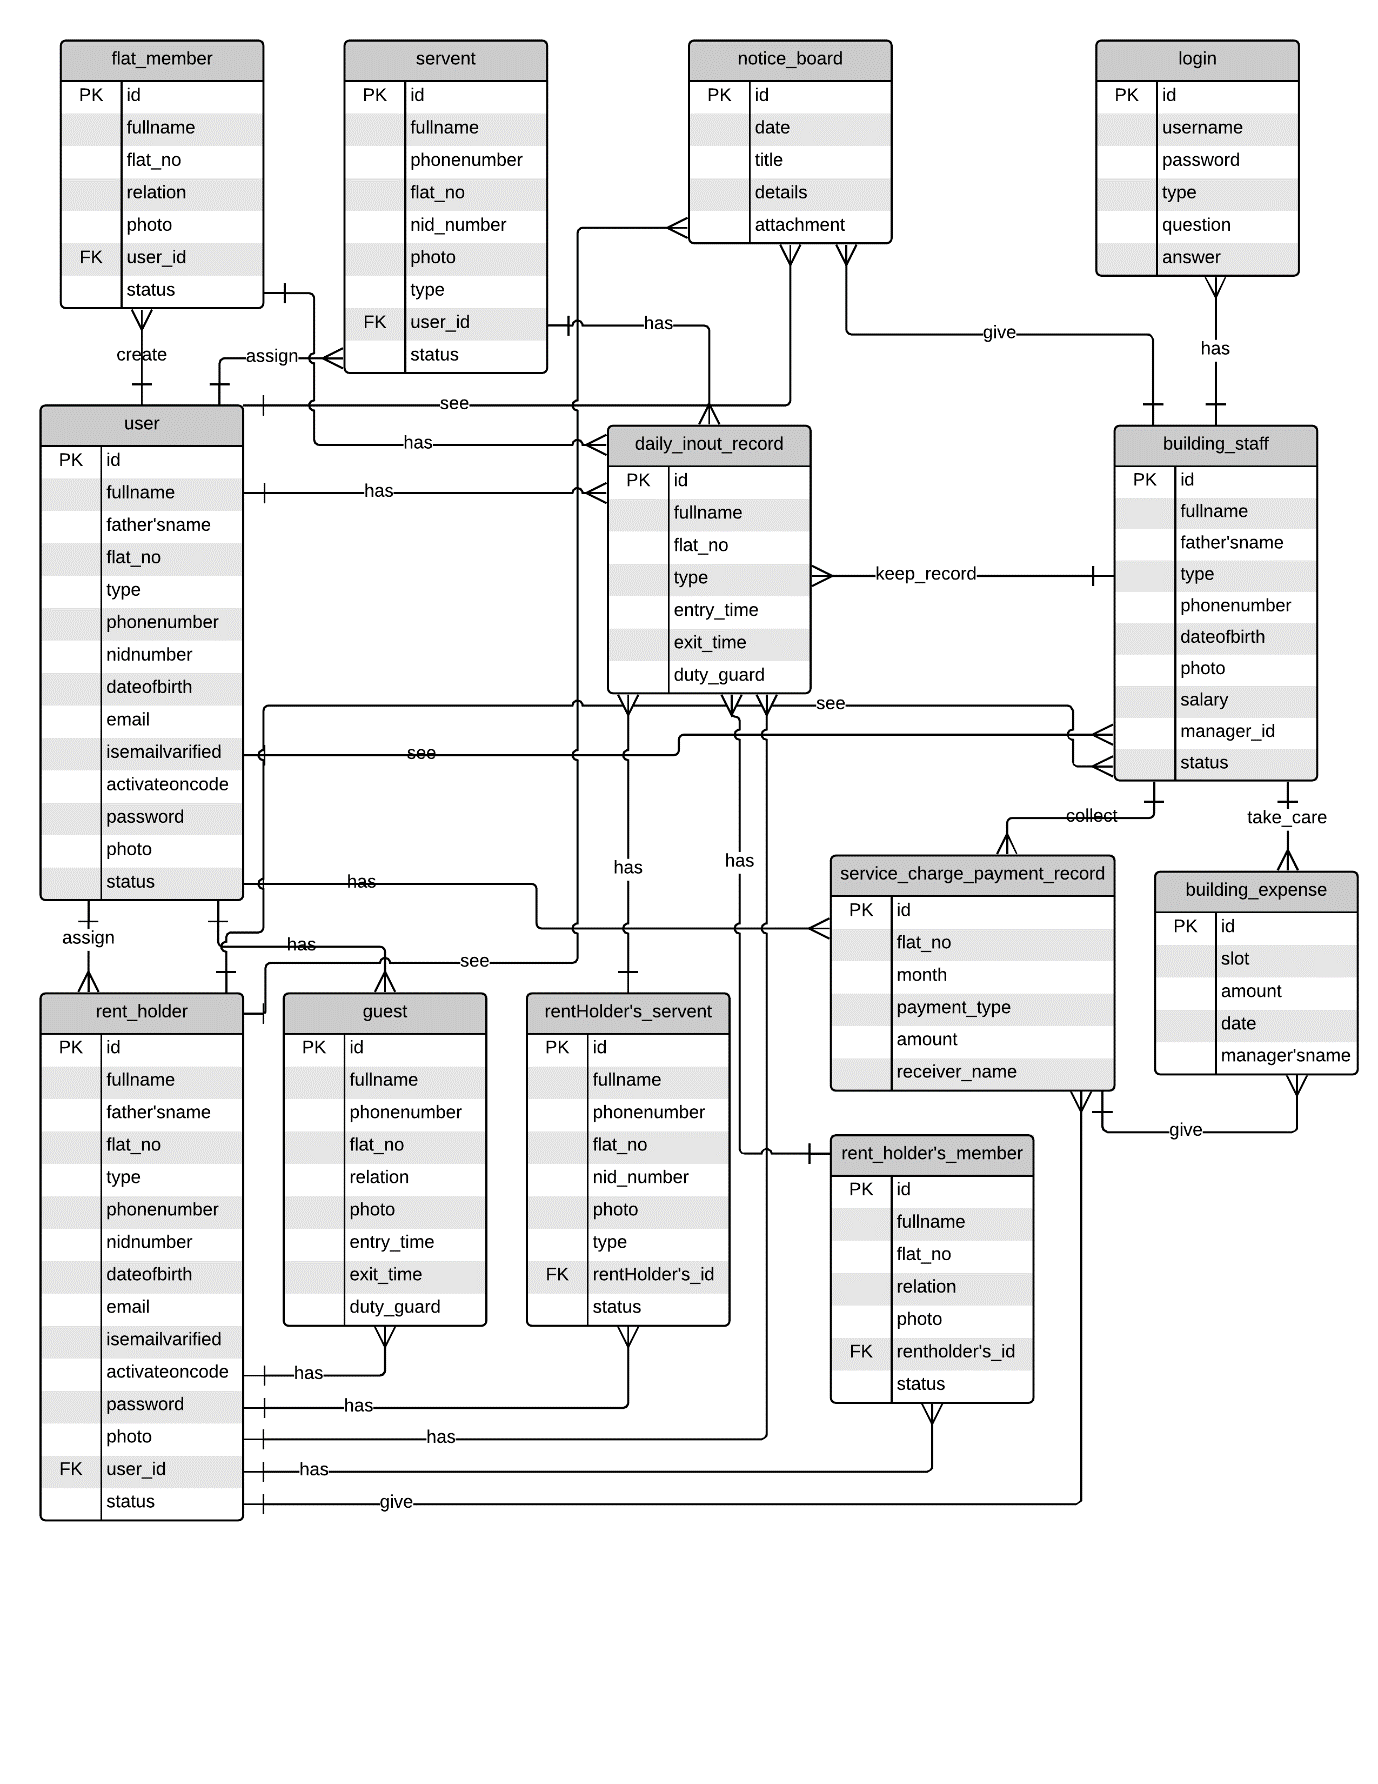 flat_member
PK id
fullname
flat_no
relation
photo
FK user_id
status
servent
PK id
fullname
phonenumber
flat_no
nid_number
photo
type
FK user_id
status
notice_board
PK id
date
title
details
attachment
login
PK id
username
password
type
question
answer
create
assign
has
give
has
see
has
has
user
PK id
fullname
father'sname
flat_no
type
phonenumber
nidnumber
dateofbirth
email
isemailvarified
activateoncode
password
photo
status
daily_inout_record
PK id
fullname
flat_no
type
entry_time
exit_time
duty_guard
keep_record
building_staff
PK id
fullname
father'sname
type
phonenumber
dateofbirth
photo
salary
manager_id
status
see
see
collect
take_care
has
has
has
assign
has
see
service_charge_payment_record
PK id
flat_no
month
payment_type
amount
receiver_name
building_expense
PK id
slot
amount
date
manager'sname
give
rent_holder
PK id
fullname
father'sname
flat_no
type
phonenumber
nidnumber
dateofbirth
email
isemailvarified
activateoncode
password
photo
FK user_id
status
guest
PK id
fullname
phonenumber
flat_no
relation
photo
entry_time
exit_time
duty_guard
rentHolder's_servent
PK id
fullname
phonenumber
flat_no
nid_number
photo
type
FK rentHolder's_id
status
rent_holder's_member
PK id
fullname
flat_no
relation
photo
FK rentholder's_id
status
has
has
has
has
give